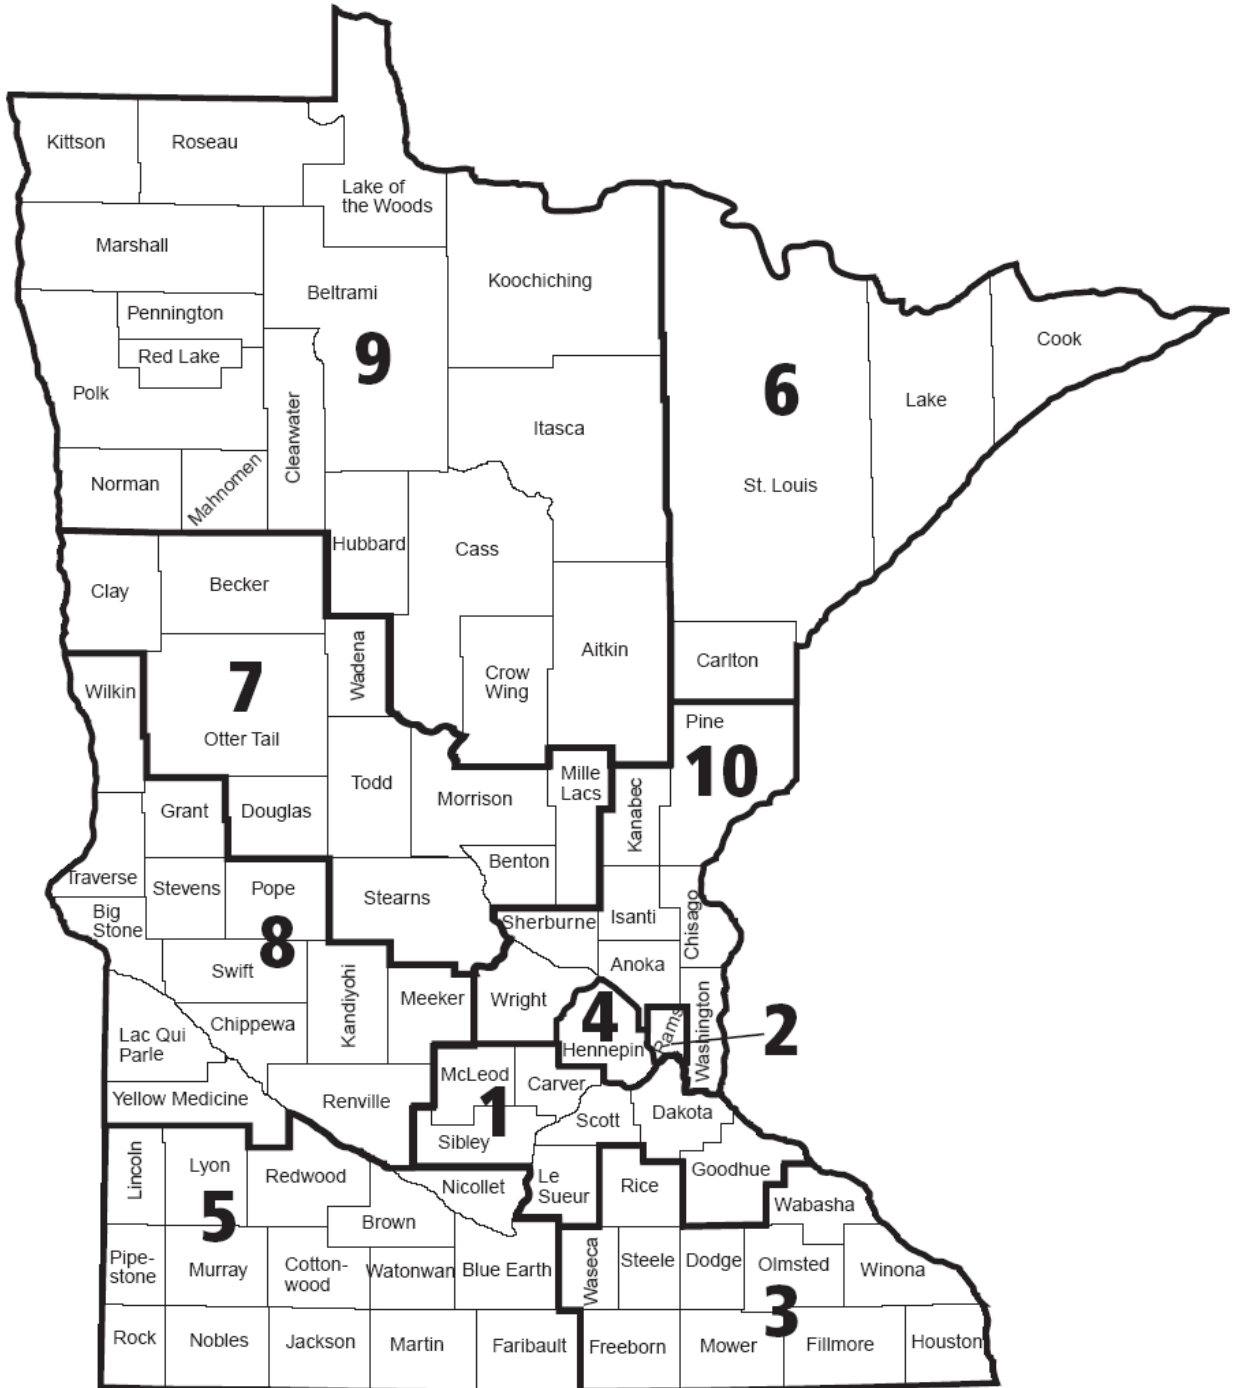 Kittson
Roseau
Lake of
the Woods
Marshall
Koochiching
Beltrami
Pennington
Red Lake
9
Cook
6
Polk
Lake
Clearwater
Itasca
Norman
Mahnomen
St. Louis
Hubbard
Cass
Clay
Becker
Wadena
Aitkin
Carlton
7
Crow
Wing
Wilkin
Pine
Otter Tail
10
Mille
Lacs
Todd
Morrison
Kanabec
Grant
Douglas
Benton
Traverse
Stevens
Pope
Stearns
Big
Stone
Sherburne
Isanti
Chisago
8
Swift
Anoka
Kandiyohi
Meeker
Wright
4
Chippewa
Rams
Washington
2
Lac Qui
Parle
Hennepin
McLeod
Carver
1
Yellow Medicine
Renville
Scott
Dakota
Sibley
Lincoln
Lyon
Redwood
Nicollet
Le
Sueur
Rice
Goodhue
Wabasha
5
Brown
Pipe-
stone
Murray
Cotton-
wood
Watonwan
Blue Earth
Waseca
Steele
Dodge
Olmsted
Winona
3
Rock
Nobles
Jackson
Martin
Faribault
Freeborn
Mower
Fillmore
Houston